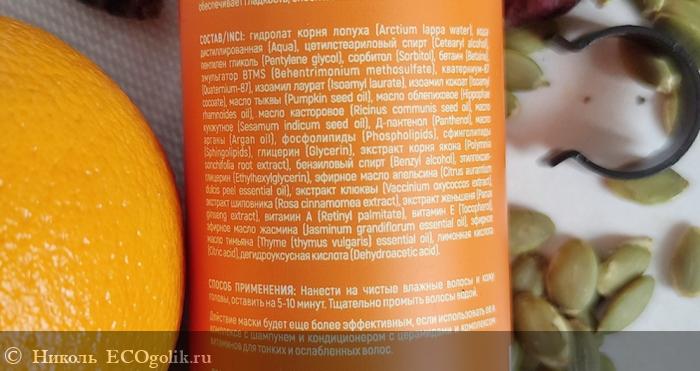 обеспечивает гладкость,
СОСТАВ/INCI: гидролат корня лопуха (Arctium lappa water), вода
дистиллированная (Aqua), цетилстеариловый спирт (Cetearyl alcohol),
пентилен гликоль (Pentylene glycol), сорбитол (Sorbitol), бетаин (Betaine),
эмульгатор BTMS (Behentrimonium methosulfate), кватерниум-87
(Quaternium-87), изоамил лаурат (Isoamyl laurate), изоамил кокоат (Isoamyl
cocoate), масло тыквы (Pumpkin seed oil), масло облепиховое (Hippophae
rhamnoides oil), масло касторовое (Ricinus communis seed oil), масло
кунжутное (Sesamum indicum seed oil), Д-пантенол (Panthenol), масло
арганы (Argan oil), фосфолипиды (Phospholipids), сфинголипиды
(Sphingolipids), глицерин (Glycerin), экстракт корня якона (Polymnia
sonchifolia root extract), бензиловый спирт (Benzyl alcohol), этилгексил-
глицерин (Ethylhexylglycerin), эфирное масло апельсина (Citrus aurantium
dulcis peel essential oil), экстракт клюквы (Vaccinium oxycoccos extract),
экстракт шиповника (Rosa cinnamomea extract), экстракт женьшеня (Panax
ginseng extract), витамин А (Retinyl palmitate), витамин Е (Tocopherol),
эфирное масло жасмина (Jasminum grandiflorum essential oil), эфирное
масло тимьяна (Thyme (thymus vulgaris) essential oil), лимонная кислота
(Citric acid), дегидроуксусная кислота (Dehydroacetic acid).
СПОСОБ ПРИМЕНЕНИЯ: Нанести на чистые влажные волосы и кожу
головы, оставить на 5-10 минут. Тщательно промыть волосы водой.
Действие маски будет еще более эффективным, если использовать ее в
комплексе с шампунем и кондиционером с церамидами и комплексом
витаминов для тонких и ослабленных волос.
Николь ECOgolik.ru